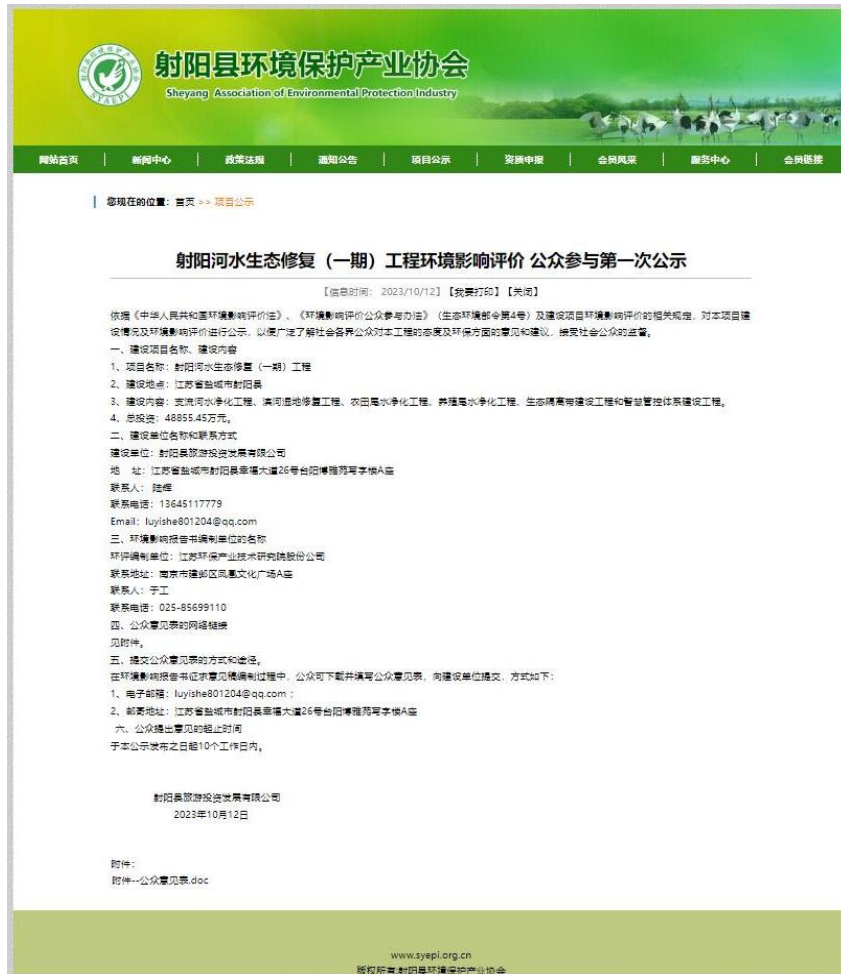 射阳县环境保护产业协会
Sheyang Association of Environmental Protection Industry
射阳县环境保护产业协会
SYAEPI
网站首页 | 新闻中心 | 政策法规 | 通知公告 | 项目公示 | 资质申报 | 会员风采 | 服务中心 | 会员链接
您现在的位置：首页 >> 项目公示
射阳河水生态修复（一期）工程环境影响评价 公众参与第一次公示
【信息时间： 2023/10/12】【我要打印】【关闭】
依据《中华人民共和国环境影响评价法》、《环境影响评价公众参与办法》（生态环境部令第4号）及建设项目环境影响评价的相关规定，对本项目建
设情况及环境影响评价进行公示，以便广泛了解社会各界公众对本工程的态度及环保方面的意见和建议，接受社会公众的监督。
一、建设项目名称、建设内容
1、项目名称：射阳河水生态修复（一期）工程
2、建设地点：江苏省盐城市射阳县
3、建设内容：支流河水净化工程、滨河湿地修复工程、农田尾水净化工程、养殖尾水净化工程、生态隔离带建设工程和智慧管控体系建设工程。
4、总投资：48855.45万元。
二、建设单位名称和联系方式
建设单位：射阳县旅游投资发展有限公司
地 址：江苏省盐城市射阳县幸福大道26号台阳博雅苑写字楼A座
联系人： 陆辉
联系电话：13645117779
Email：luyishe801204@qq.com
三、环境影响报告书编制单位的名称
环评编制单位：江苏环保产业技术研究院股份公司
联系地址：南京市建邺区凤凰文化广场A座
联系人：于工
联系电话：025-85699110
四、公众意见表的网络链接
见附件。
五、提交公众意见表的方式和途径。
在环境影响报告书征求意见稿编制过程中，公众可下载并填写公众意见表，向建设单位提交，方式如下：
1、电子邮箱：luyishe801204@qq.com；
2、邮寄地址：江苏省盐城市射阳县幸福大道26号台阳博雅苑写字楼A座
六、公众提出意见的起止时间
于本公示发布之日起10个工作日内。
射阳县旅游投资发展有限公司
2023年10月12日
附件：
附件--公众意见表.doc
www.syepi.org.cn
版权所有:射阳县环境保护产业协会